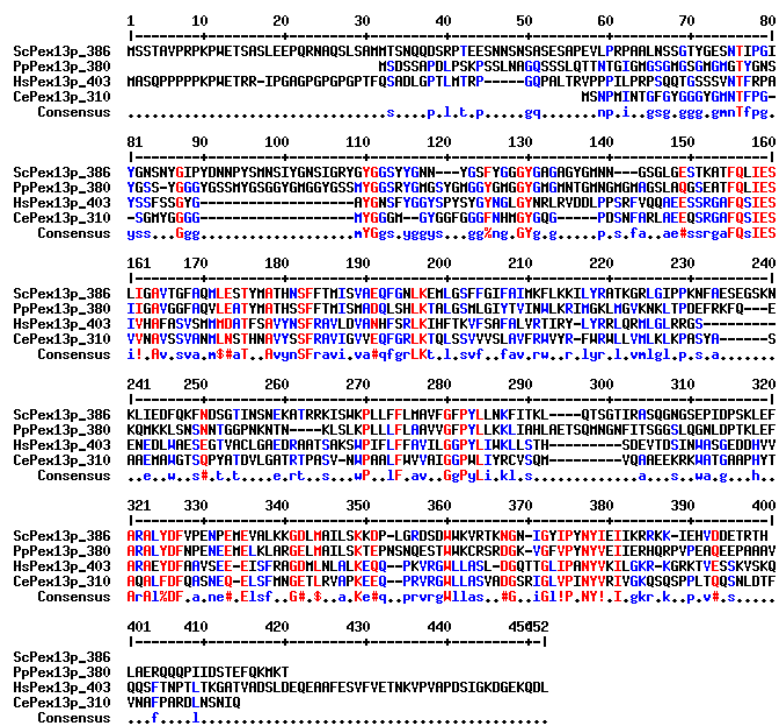 1 10 20 30 40 50 60 70 80
|--------+---------+---------+---------+---------+---------+---------+---------|
ScPex13p_386 MSSTAVPRPKPWETSASLEEPQRNAQSLSAMMTSNQQDSRPTEESNNSNSASESAPEVLPRPAALNSSGTYGESNTIPGI
PpPex13p_380 MSDSSAPDLPSKPSSLNAGQSSSLQTTNTGIGMGSGMGSGMGMGTYGNS
HsPex13p_403 MASQPPPPPKPWETRR-IPGAGPGPGPGPTFQSADLGPTLMTRP-----GQPALTRVPPPILPRPSQQTGSSSVNTFRPA
CePex13p_310 MSNPMINTGFGYGGGYGMNTFPG-
Consensus ................................s....p.l.t.p.....gq........np.i..gsg.ggg.gmnTfpg.
81 90 100 110 120 130 140 150 160
|--------+---------+---------+---------+---------+---------+---------+---------|
ScPex13p_386 YGNSNYGIPYDNNPYSMNSIYGNSIGRYGYGGSYYGNN---YGSFYGGGYGAGAGYGMNN----GSGLGESTKATFQLIES
PpPex13p_380 YGSS-YGGGYGSSMYGSGGYGMGGYGSSMYGGSRYGMGSYGMGGYGMGGYGMGMNTGMNGMGMAGSLAQGSEATFQLIES
HsPex13p_403 YSSFSSGYG--------------AYGNSFYGGYSPYSYGYNGLGYNRLRVDDLPPSRFVQQAEESSRGAFQSIES
CePex13p_310 -SGMYGGGG--------------MYGGGM-GYGGFGGGFNHMGYGQG----PDSNFARLAEEQSRGAFQSIES
Consensus yss...Ggg..............mYGgs.yggys...gg%ng.GYg.g.....p.s.fa..ae#ssrgaFQsIES
161 170 180 190 200 210 220 230 240
|--------+---------+---------+---------+---------+---------+---------+---------|
ScPex13p_386 LIGAVTGFAQMLESTYMATHNSFFTMISVAEQFGNLKEMLGSFFGIFAIMKFLKKILYRATKGRLGIPPKNFAESEGSKN
PpPex13p_380 IIGAVGGFAQVLEATYMATHSSFFTMISMADQLSHLKTALGSMLGIYTVINWLKRIMGKLMGVKNKLTPDEFRKFQ---E
HsPex13p_403 IVHAFASVSMMMDATFSAVYNSFRAVLDVANHFSRLKIHFTKVFSAFALVRTIRY-LYRRLQRMLGLRRGS---------
CePex13p_310 VVNAVSSVANMLNSTHNAVYSSFRAVIGVVEQFGRLKTQLSSVVVSLAVFRWVYR-FWRWLLVMLKLKPASYA------S
Consensus i!.Av.sva.m$#aT..AvynSFravi.va#qfgrLKt.l.svf..fav.rw..r.lyrl.vmlgl.p.s.a........
241 250 260 270 280 290 300 310 320
|--------+---------+---------+---------+---------+---------+---------+---------|
ScPex13p_386 KLIEDFQKFNDSGTINSNEKATRRKISWKPLLFFLMAVFGFPYLLNKFITKL----QTSGTIRASQGNGSEPIDPSKLEF
PpPex13p_380 KQMKKLSNSNNTGGPNKNTN---KLSLKPLLLFLAAVVGFPYLLKKLIAHLAETSQMNGNFITSSGSLQGNLDPTKLEF
HsPex13p_403 ENEDLWAESEGTVACLGAEDRAATSAKSWPIFLFFAVILGGPYLIWKLLSTH------SDEVTDSINWASGEDDHVV
CePex13p_310 AAEMAWGTSQPYATDVLGATRTPASV-NWPAALFWVVAIGGPWLIYRCVSQM------VQAAEEKRKWATGAAPHYT
Consensus ..e..w..s#.t.t....e.rt..s...wP..lF.av..GgPyLi.kl.s...........a...s..wa.g...h..
321 330 340 350 360 370 380 390 400
|--------+---------+---------+---------+---------+---------+---------+---------|
ScPex13p_386 ARALYDFVPENPEMEVALKKGDLMAILSKKDP-LGRDSDWWKVRTKNGN-IGYIPYNYIEIIKRRKK-IEHVDDETRTH
PpPex13p_380 ARALYDFNPENEEMELKLARGELMAILSKTEPNSNQESTWWKCRSRDGK-VGFVPYNYVEIIERHQRPVPEAQEEPAAAV
HsPex13p_403 ARAEYDFAAVSEE-EISFRAGDMLNLALKEQQ--PKVRGWLLASL-DGQTTGLIPANYVKILGKR-KGRKTVESSKVSKQ
CePex13p_310 AQALFDFQASNEQ-ELSFMNGETLRVAPKEEQ--PRVRGWLLASVADGSRIGLVPINYVRIVGKQSQSPPLTQQSNLDTF
Consensus ArAl%DF.a.ne#.Elsf..G#.$..a.Ke#q..prvrgWllas..#G..iGl!P.NY!.I.gkr.k..p.v#.s.....
401 410 420 430 440 450452
|--------+---------+---------+---------+---------+-|
ScPex13p_386
PpPex13p_380 LAERQQQPIIDSTEFQKMKT
HsPex13p_403 QQSFTNPTLTKGATVADSLDEQEAAFESVFVETNKVPVAPDSIGKDGEKQDL
CePex13p_310 VNAFPARDLNSNIQ
Consensus ...f....l...........................................